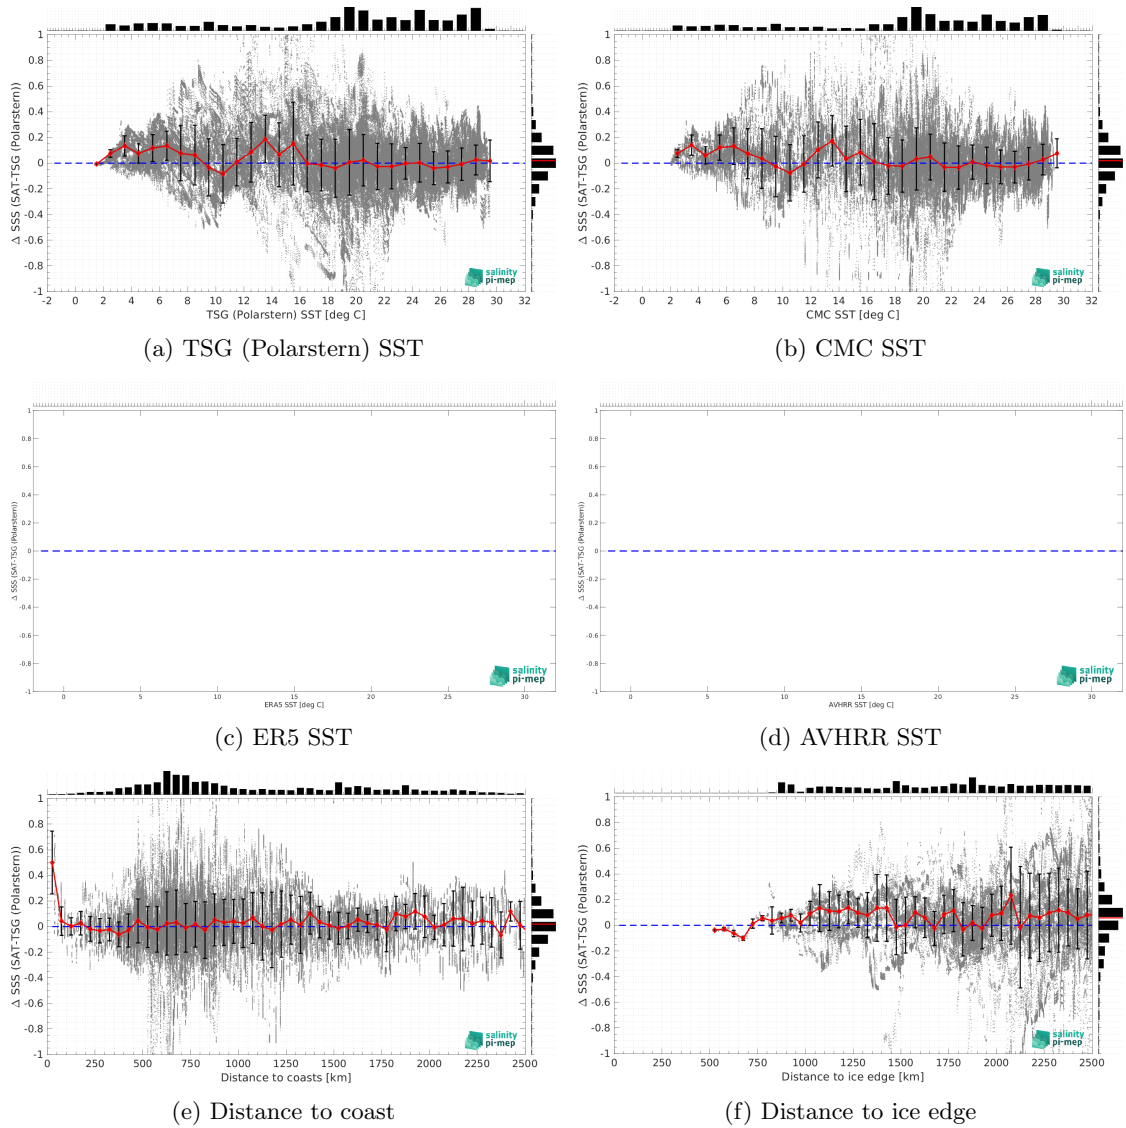 1
0.8
0.6
0.4
0.2
0
-0.2
-0.4
-0.6
-0.8
-1
Δ SSS (SAT-TSG (Polarstern))
-2 0 2 4 6 8 10 12 14 16 18 20 22 24 26 28 30 32
TSG (Polarstern) SST [deg C]
salinity
pi-mep
(a) TSG (Polarstern) SST
1
0.8
0.6
0.4
0.2
0
-0.2
-0.4
-0.6
-0.8
-1
Δ SSS (SAT-TSG (Polarstern))
-2 0 2 4 6 8 10 12 14 16 18 20 22 24 26 28 30 32
CMC SST [deg C]
salinity
pi-mep
(b) CMC SST
1
0.8
0.6
0.4
0.2
0
-0.2
-0.4
-0.6
-0.8
-1
Δ SSS (SAT-TSG (Polarstern))
0 5 10 15 20 25 30
ERA5 SST [deg C]
salinity
pi-mep
(c) ER5 SST
1
0.8
0.6
0.4
0.2
0
-0.2
-0.4
-0.6
-0.8
-1
Δ SSS (SAT-TSG (Polarstern))
0 5 10 15 20 25 30
AVHRR SST [deg C]
salinity
pi-mep
(d) AVHRR SST
1
0.8
0.6
0.4
0.2
0
-0.2
-0.4
-0.6
-0.8
-1
Δ SSS (SAT-TSG (Polarstern))
0 250 500 750 1000 1250 1500 1750 2000 2250 2500
Distance to coasts [km]
salinity
pi-mep
(e) Distance to coast
1
0.8
0.6
0.4
0.2
0
-0.2
-0.4
-0.6
-0.8
-1
Δ SSS (SAT-TSG (Polarstern))
0 250 500 750 1000 1250 1500 1750 2000 2500
Distance to ice edge [km]
salinity
pi-mep
(f) Distance to ice edge